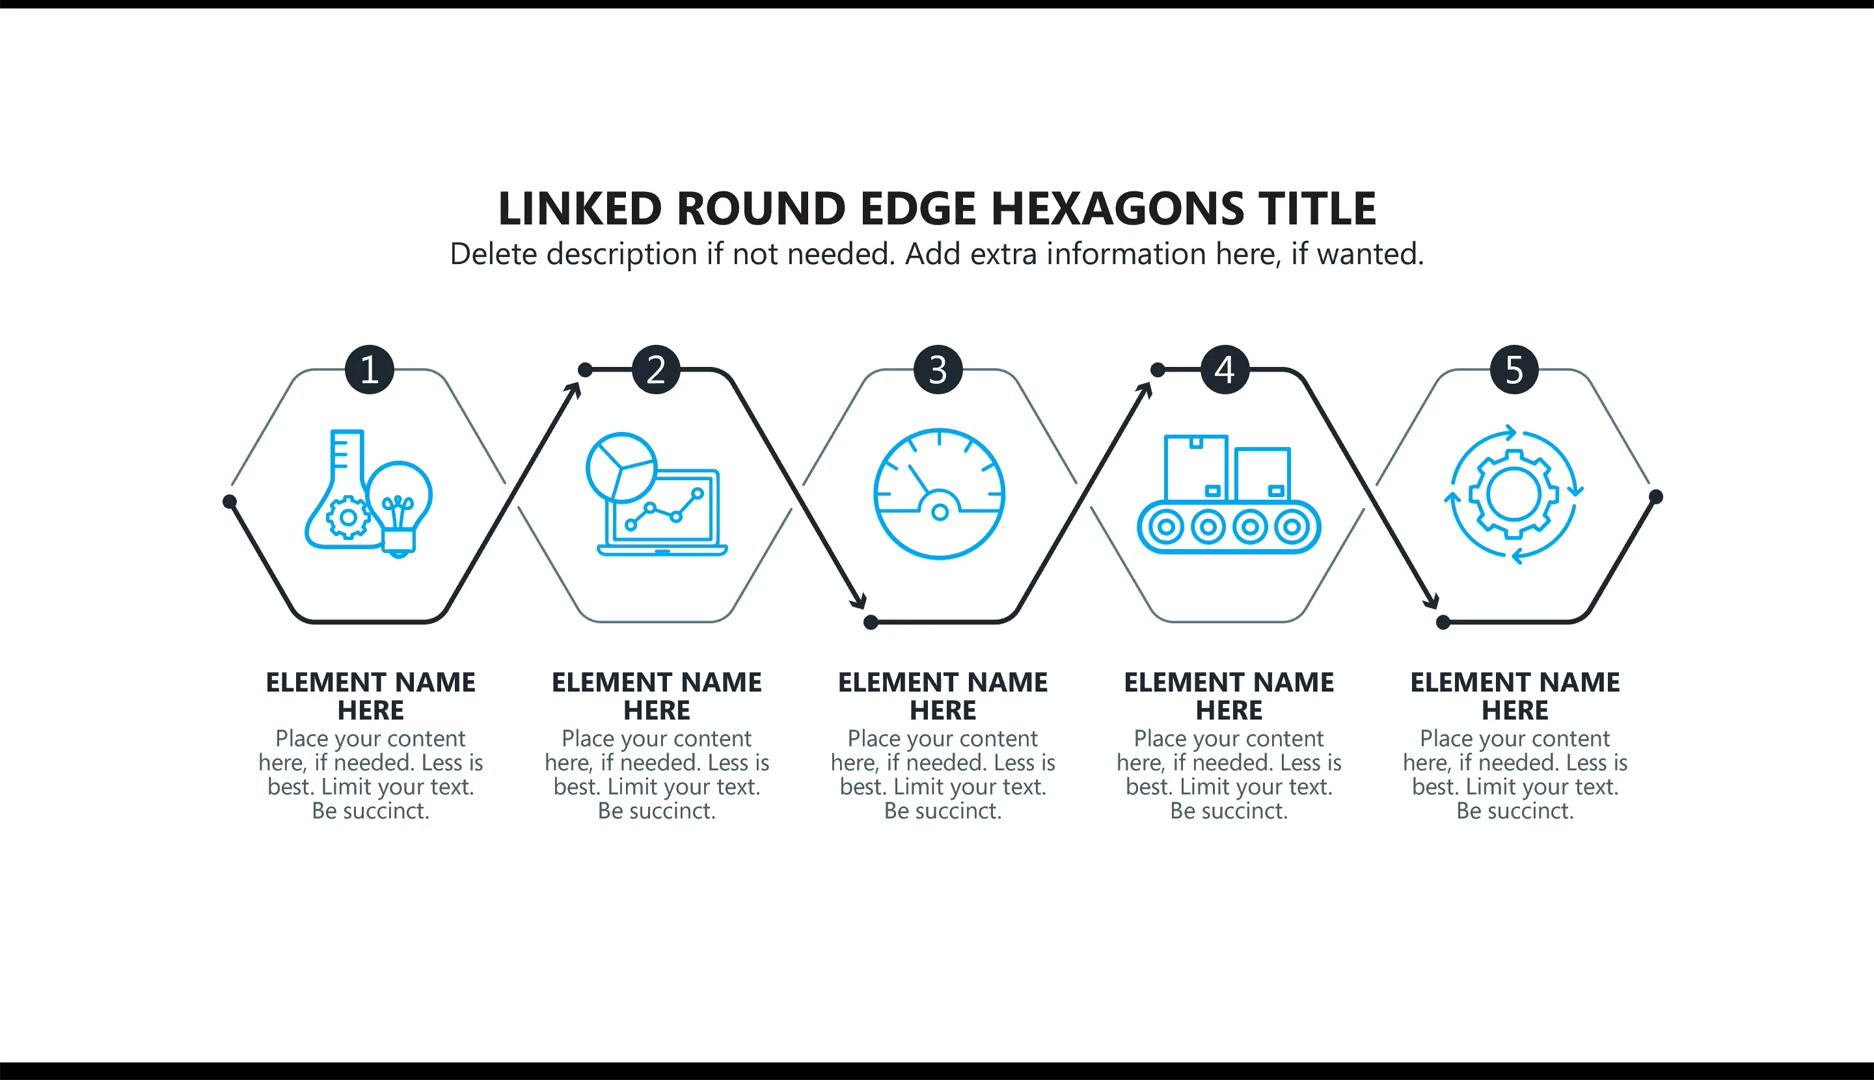 LINKED ROUND EDGE HEXAGONS TITLE
Delete description if not needed. Add extra information here, if wanted.
1
2
3
4
5
ELEMENT NAME
HERE
Place your content
here, if needed. Less is
best. Limit your text.
Be succinct.
ELEMENT NAME
HERE
Place your content
here, if needed. Less is
best. Limit your text.
Be succinct.
ELEMENT NAME
HERE
Place your content
here, if needed. Less is
best. Limit your text.
Be succinct.
ELEMENT NAME
HERE
Place your content
here, if needed. Less is
best. Limit your text.
Be succinct.
ELEMENT NAME
HERE
Place your content
here, if needed. Less is
best. Limit your text.
Be succinct.